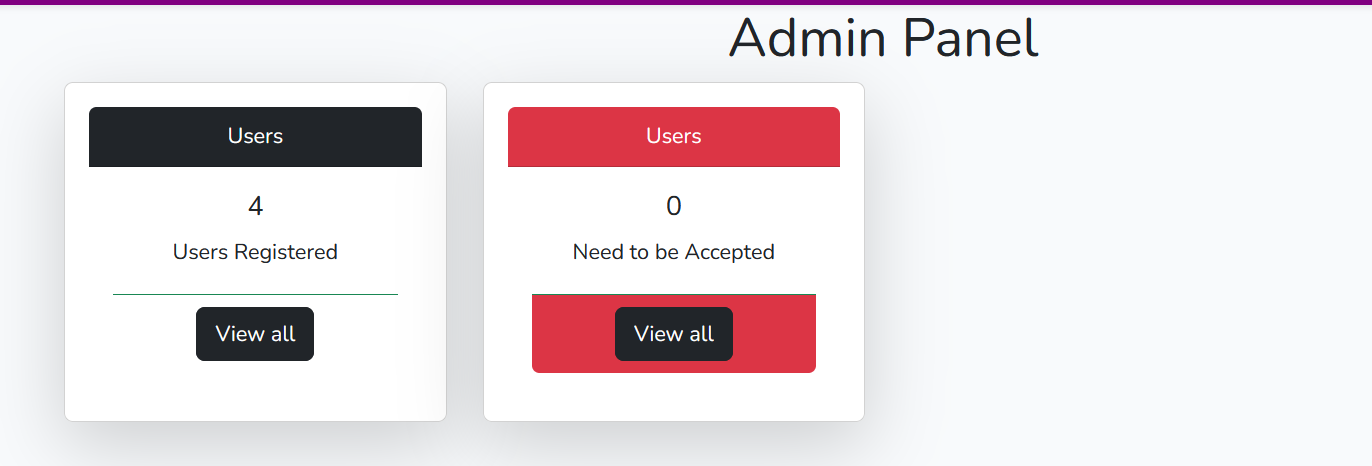 Admin Panel
Users
4
Users Registered
View all
Users
0
Need to be Accepted
View all